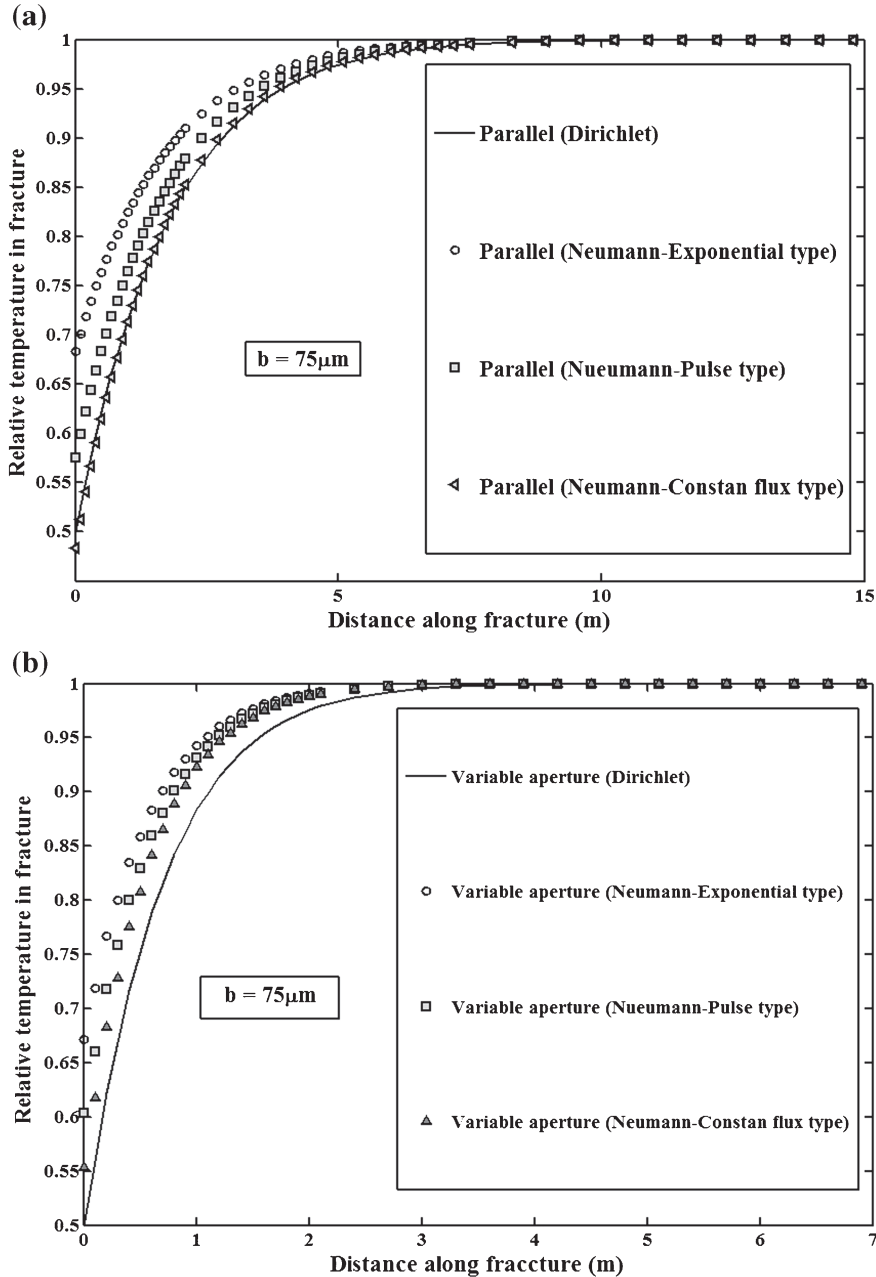 (a)
1
0.95
0.9
0.85
0.8
0.75
0.7
0.65
0.6
0.55
0.5
Relative temperature in fracture
Parallel (Dirichlet)
Parallel (Neumann-Exponential type)
Parallel (Nueumann-Pulse type)
Parallel (Neumann-Constan flux type)
b = 75μm
0 5 10 15
Distance along fracture (m)
(b)
1
0.95
0.9
0.85
0.8
0.75
0.7
0.65
0.6
0.55
0.5
Relative temperature in fracture
Variable aperture (Dirichlet)
Variable aperture (Neumann-Exponential type)
Variable aperture (Nueumann-Pulse type)
Variable aperture (Neumann-Constan flux type)
b = 75μm
0 1 2 3 4 5 6 7
Distance along fraccture (m)